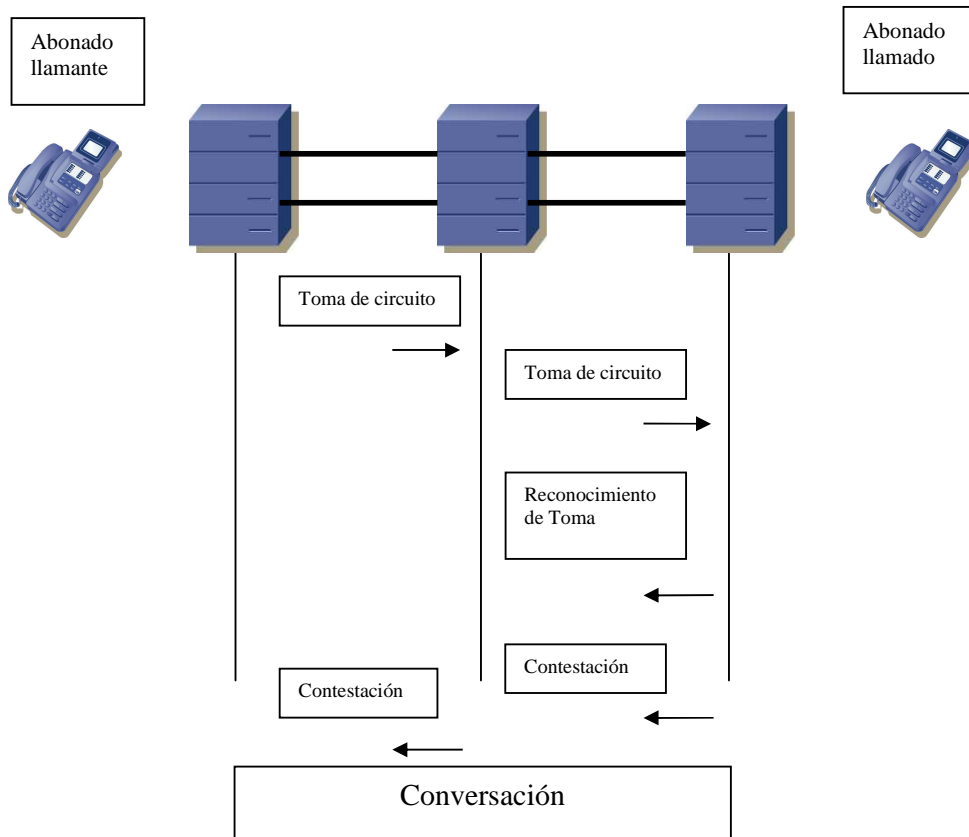 Abonado
llamante
Abonado
llamado
Toma de circuito
Toma de circuito
Reconocimiento
de Toma
Contestación
Contestación
Conversación